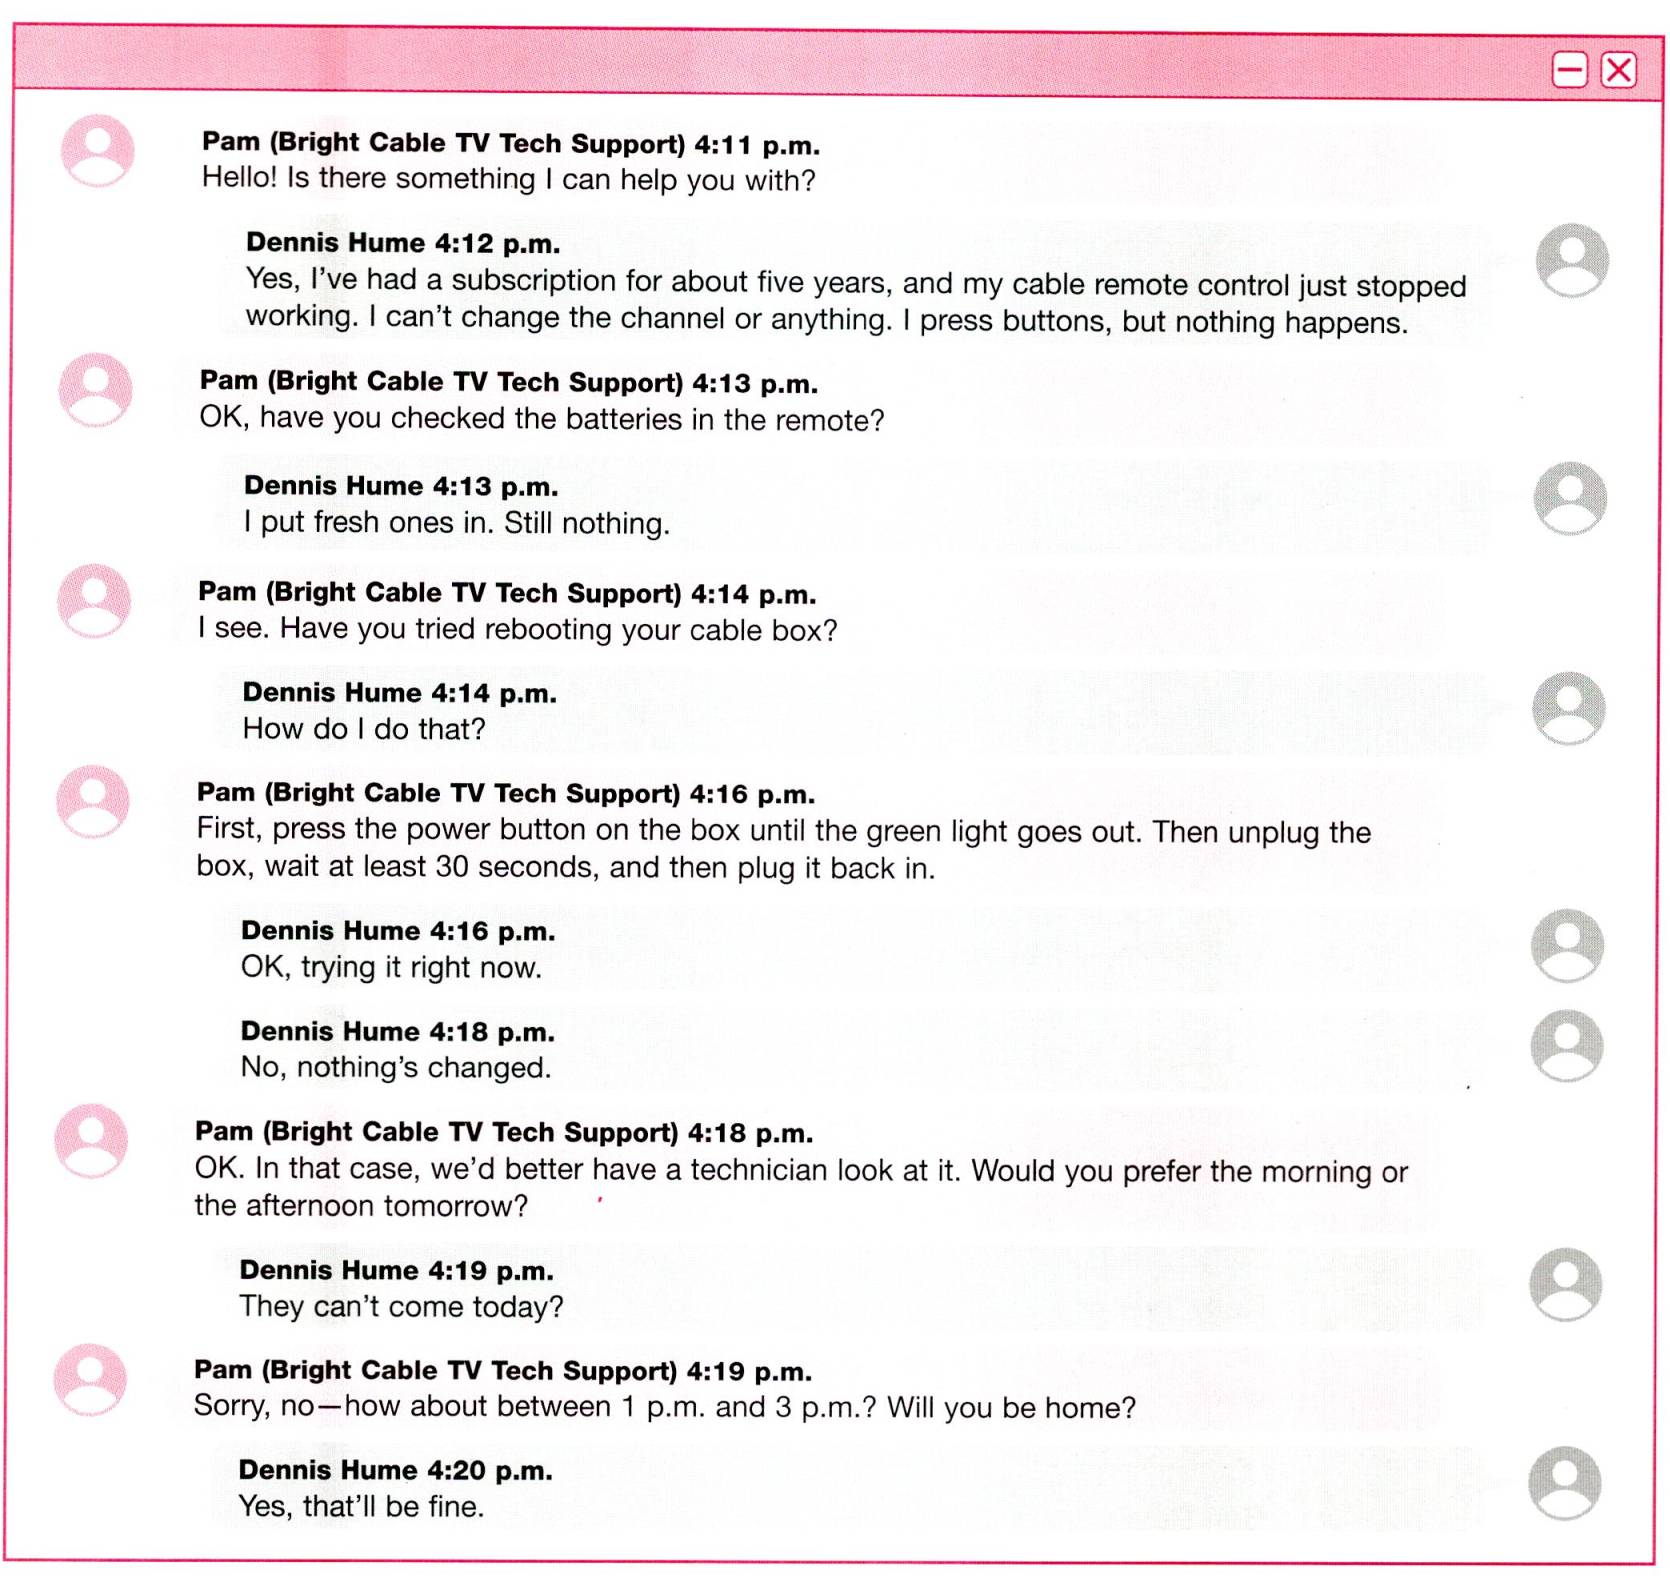 Pam (Bright Cable TV Tech Support) 4:11 p.m.
Hello! Is there something I can help you with?
Dennis Hume 4:12 p.m.
Yes, I've had a subscription for about five years, and my cable remote control just stopped
working. I can't change the channel or anything. I press buttons, but nothing happens.
Pam (Bright Cable TV Tech Support) 4:13 p.m.
OK, have you checked the batteries in the remote?
Dennis Hume 4:13 p.m.
I put fresh ones in. Still nothing.
Pam (Bright Cable TV Tech Support) 4:14 p.m.
I see. Have you tried rebooting your cable box?
Dennis Hume 4:14 p.m.
How do I do that?
Pam (Bright Cable TV Tech Support) 4:16 p.m.
First, press the power button on the box until the green light goes out. Then unplug the
box, wait at least 30 seconds, and then plug it back in.
Dennis Hume 4:16 p.m.
OK, trying it right now.
Dennis Hume 4:18 p.m.
No, nothing's changed.
Pam (Bright Cable TV Tech Support) 4:18 p.m.
OK. In that case, we'd better have a technician look at it. Would you prefer the morning or
the afternoon tomorrow?
Dennis Hume 4:19 p.m.
They can't come today?
Pam (Bright Cable TV Tech Support) 4:19 p.m.
Sorry, no—how about between 1 p.m. and 3 p.m.? Will you be home?
Dennis Hume 4:20 p.m.
Yes, that'll be fine.